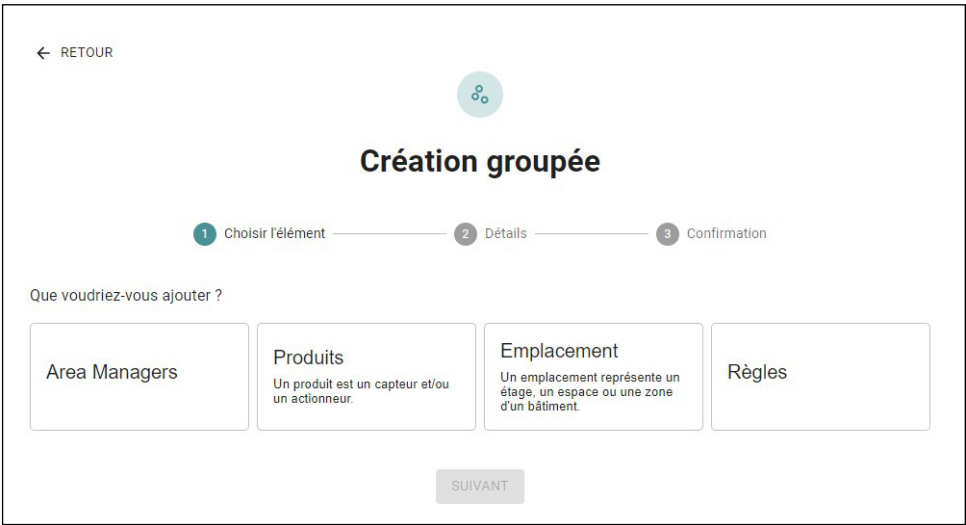 ← RETOUR
Création groupée
1 Choisir l'élément 2 Détails 3 Confirmation
Que voudriez-vous ajouter ?
Area Managers
Produits
Un produit est un capteur et/ou
un actionneur.
Emplacement
Un emplacement représente un
étage, un espace ou une zone
d'un bâtiment.
Règles
SUIVANT